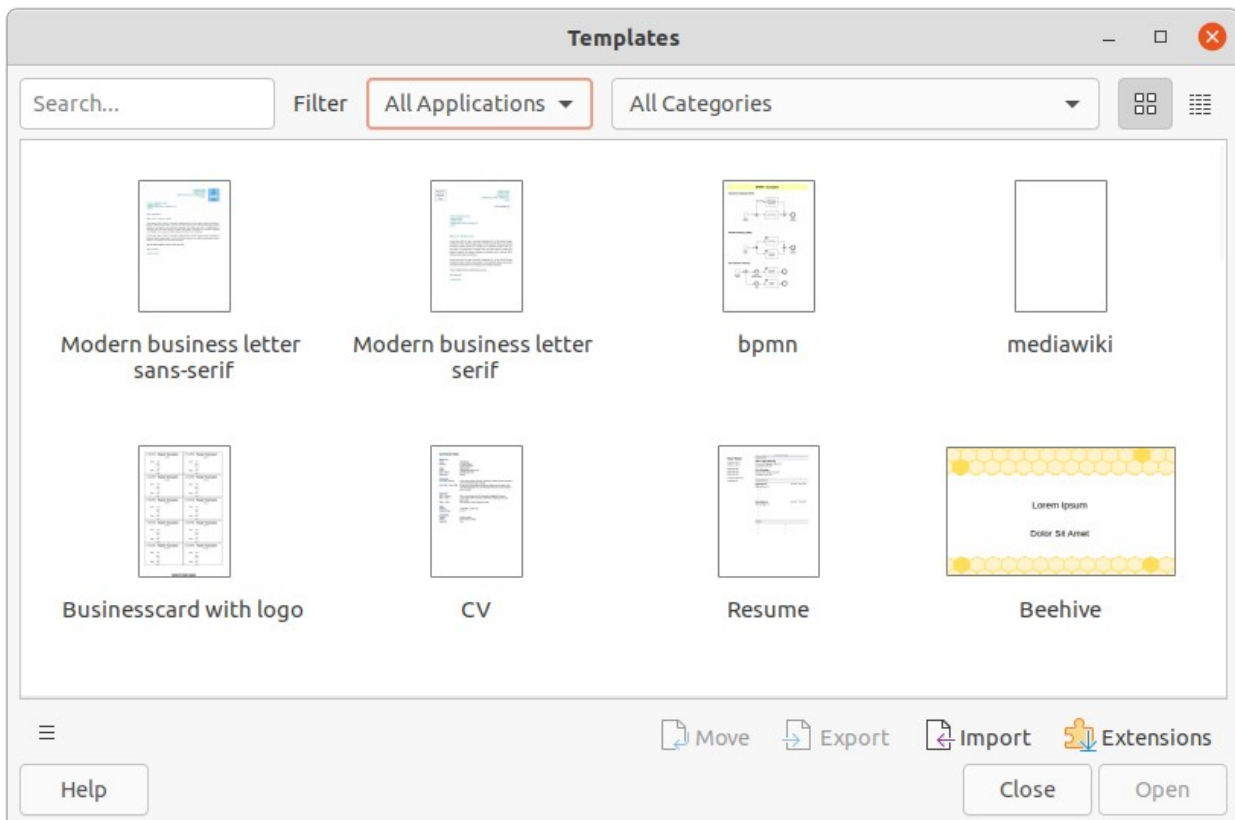 Templates
Search...
Filter
All Applications
All Categories
Modern business letter
sans-serif
Modern business letter
serif
bpmn
mediawiki
Lorem Ipsum
Dolor Sit Amet
Businesscard with logo
CV
Resume
Beehive
Move
Export
Import
Extensions
Help
Close
Open